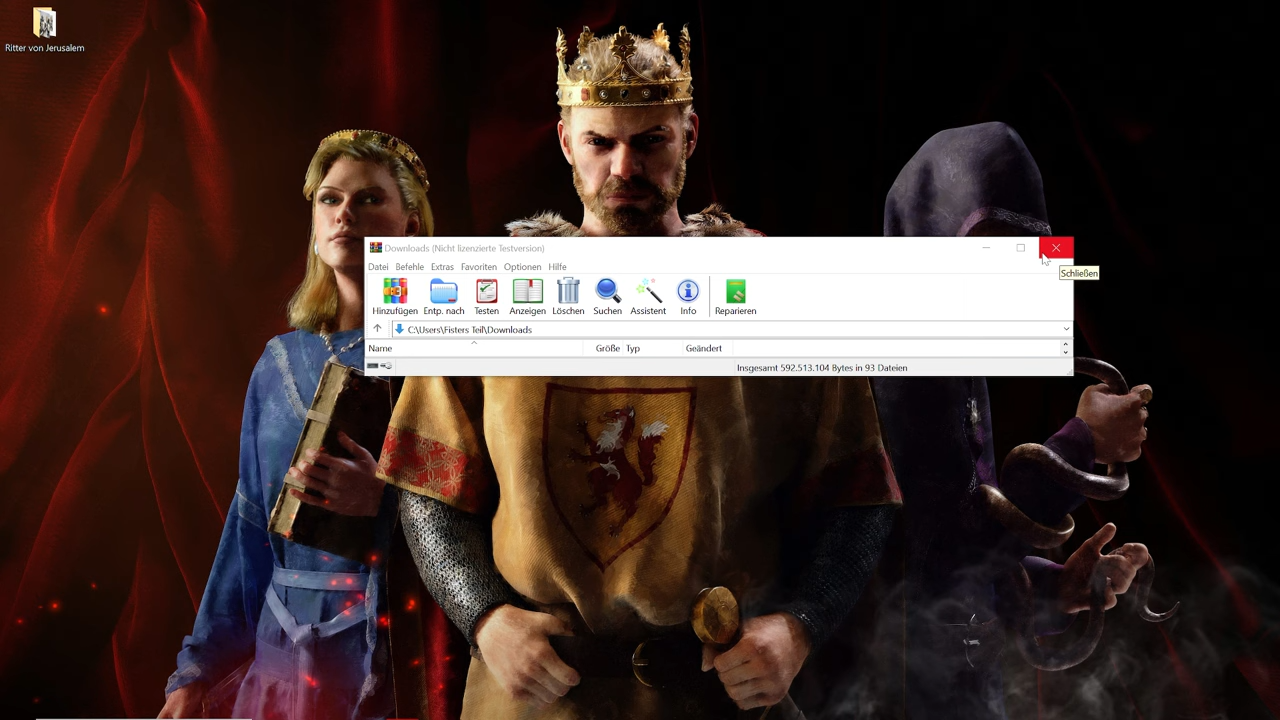 Ritter von Jerusalem
Downloads (Nicht lizenzierte Testversion)
Schließen
Datei Befehle Extras Favoriten Optionen Hilfe
Hinzufügen Entp. nach Testen Anzeigen Löschen Suchen Assistent Info Reparieren
C:\Users\Fisters Teil\Downloads
Name Größe Typ Geändert
Insgesamt 592.513.104 Bytes in 93 Dateien